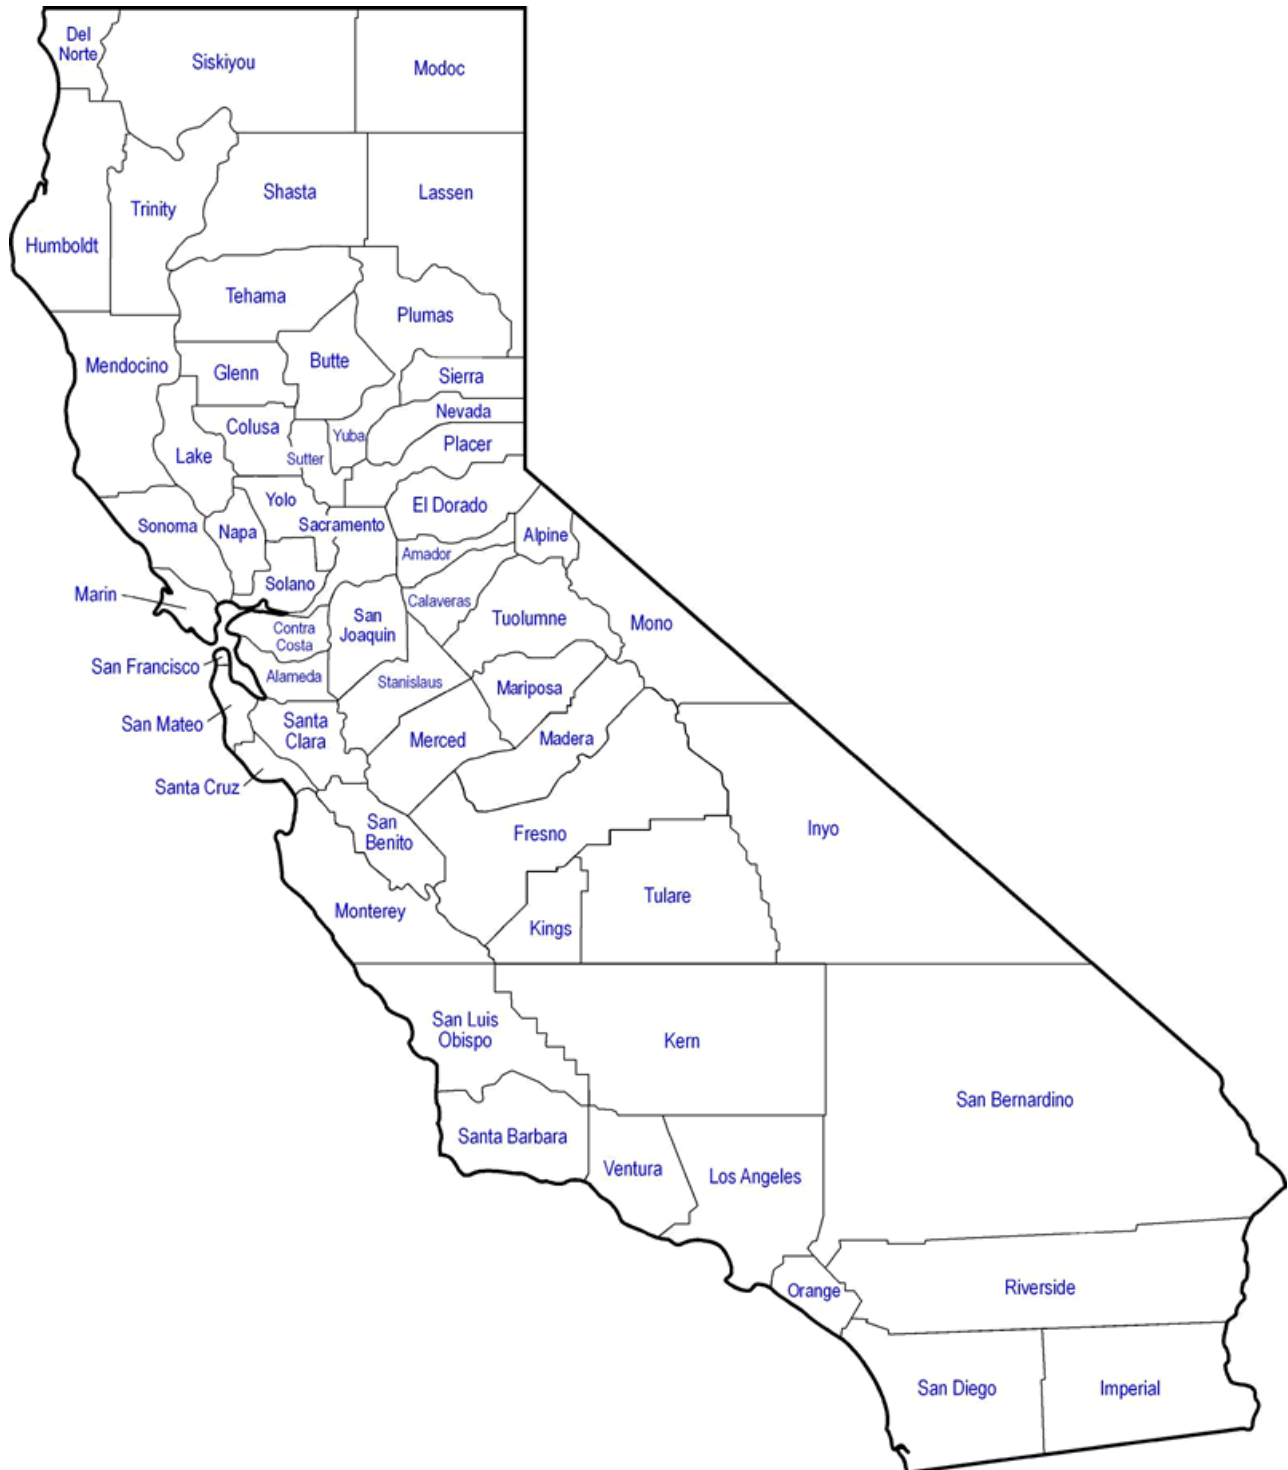 Del
Norte
Siskiyou
Modoc
Shasta
Lassen
Trinity
Humboldt
Tehama
Plumas
Mendocino
Glenn
Butte
Sierra
Nevada
Colusa
Yuba
Placer
Lake
Sutter
Yolo
El Dorado
Sonoma
Napa
Sacramento
Alpine
Amador
Solano
Marin
Calaveras
San
Joaquin
Tuolumne
Mono
Contra
Costa
San Francisco
Alameda
Stanislaus
Mariposa
San Mateo
Santa
Clara
Merced
Madera
Santa Cruz
San
Benito
Fresno
Inyo
Tulare
Monterey
Kings
San Luis
Obispo
Kern
San Bernardino
Santa Barbara
Ventura
Los Angeles
Orange
Riverside
San Diego
Imperial